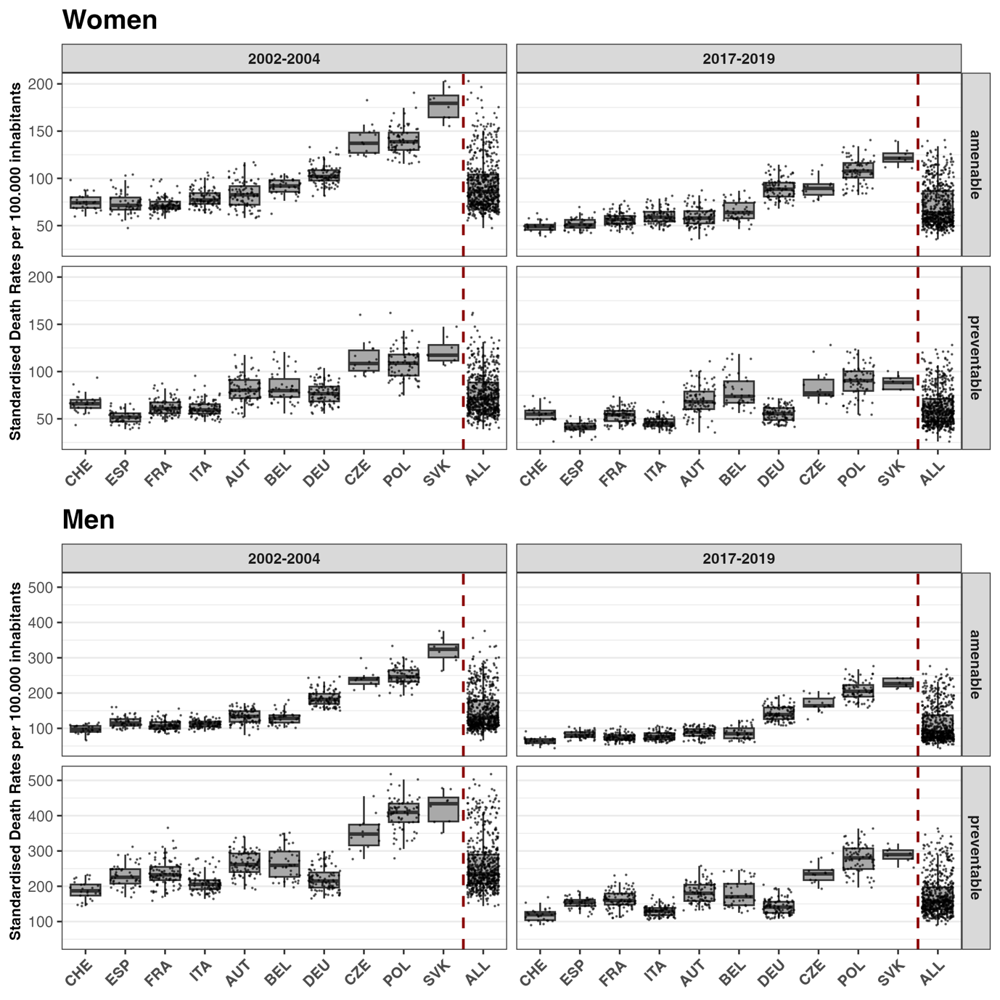 Women
2002-2004 2017-2019
Standardised Death Rates per 100.000 inhabitants
200
150
100
50
amenable
200
150
100
50
preventable
CHE ESP FRA ITA AUT BEL DEU CZE POL SVK ALL CHE ESP FRA ITA AUT BEL DEU CZE POL SVK ALL
Men
2002-2004 2017-2019
Standardised Death Rates per 100.000 inhabitants
500
400
300
200
100
amenable
500
400
300
200
100
preventable
CHE ESP FRA ITA AUT BEL DEU CZE POL SVK ALL CHE ESP FRA ITA AUT BEL DEU CZE POL SVK ALL